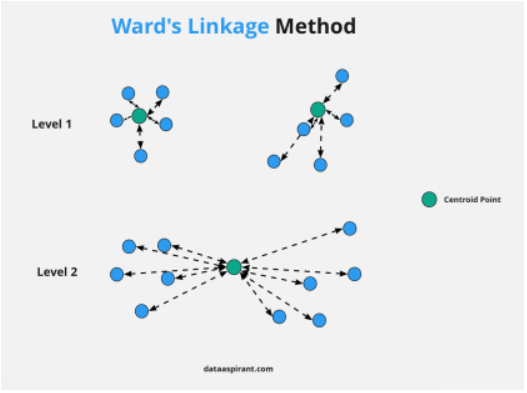 Ward's Linkage Method
Level 1
Centroid Point
Level 2
dataaspirant.com